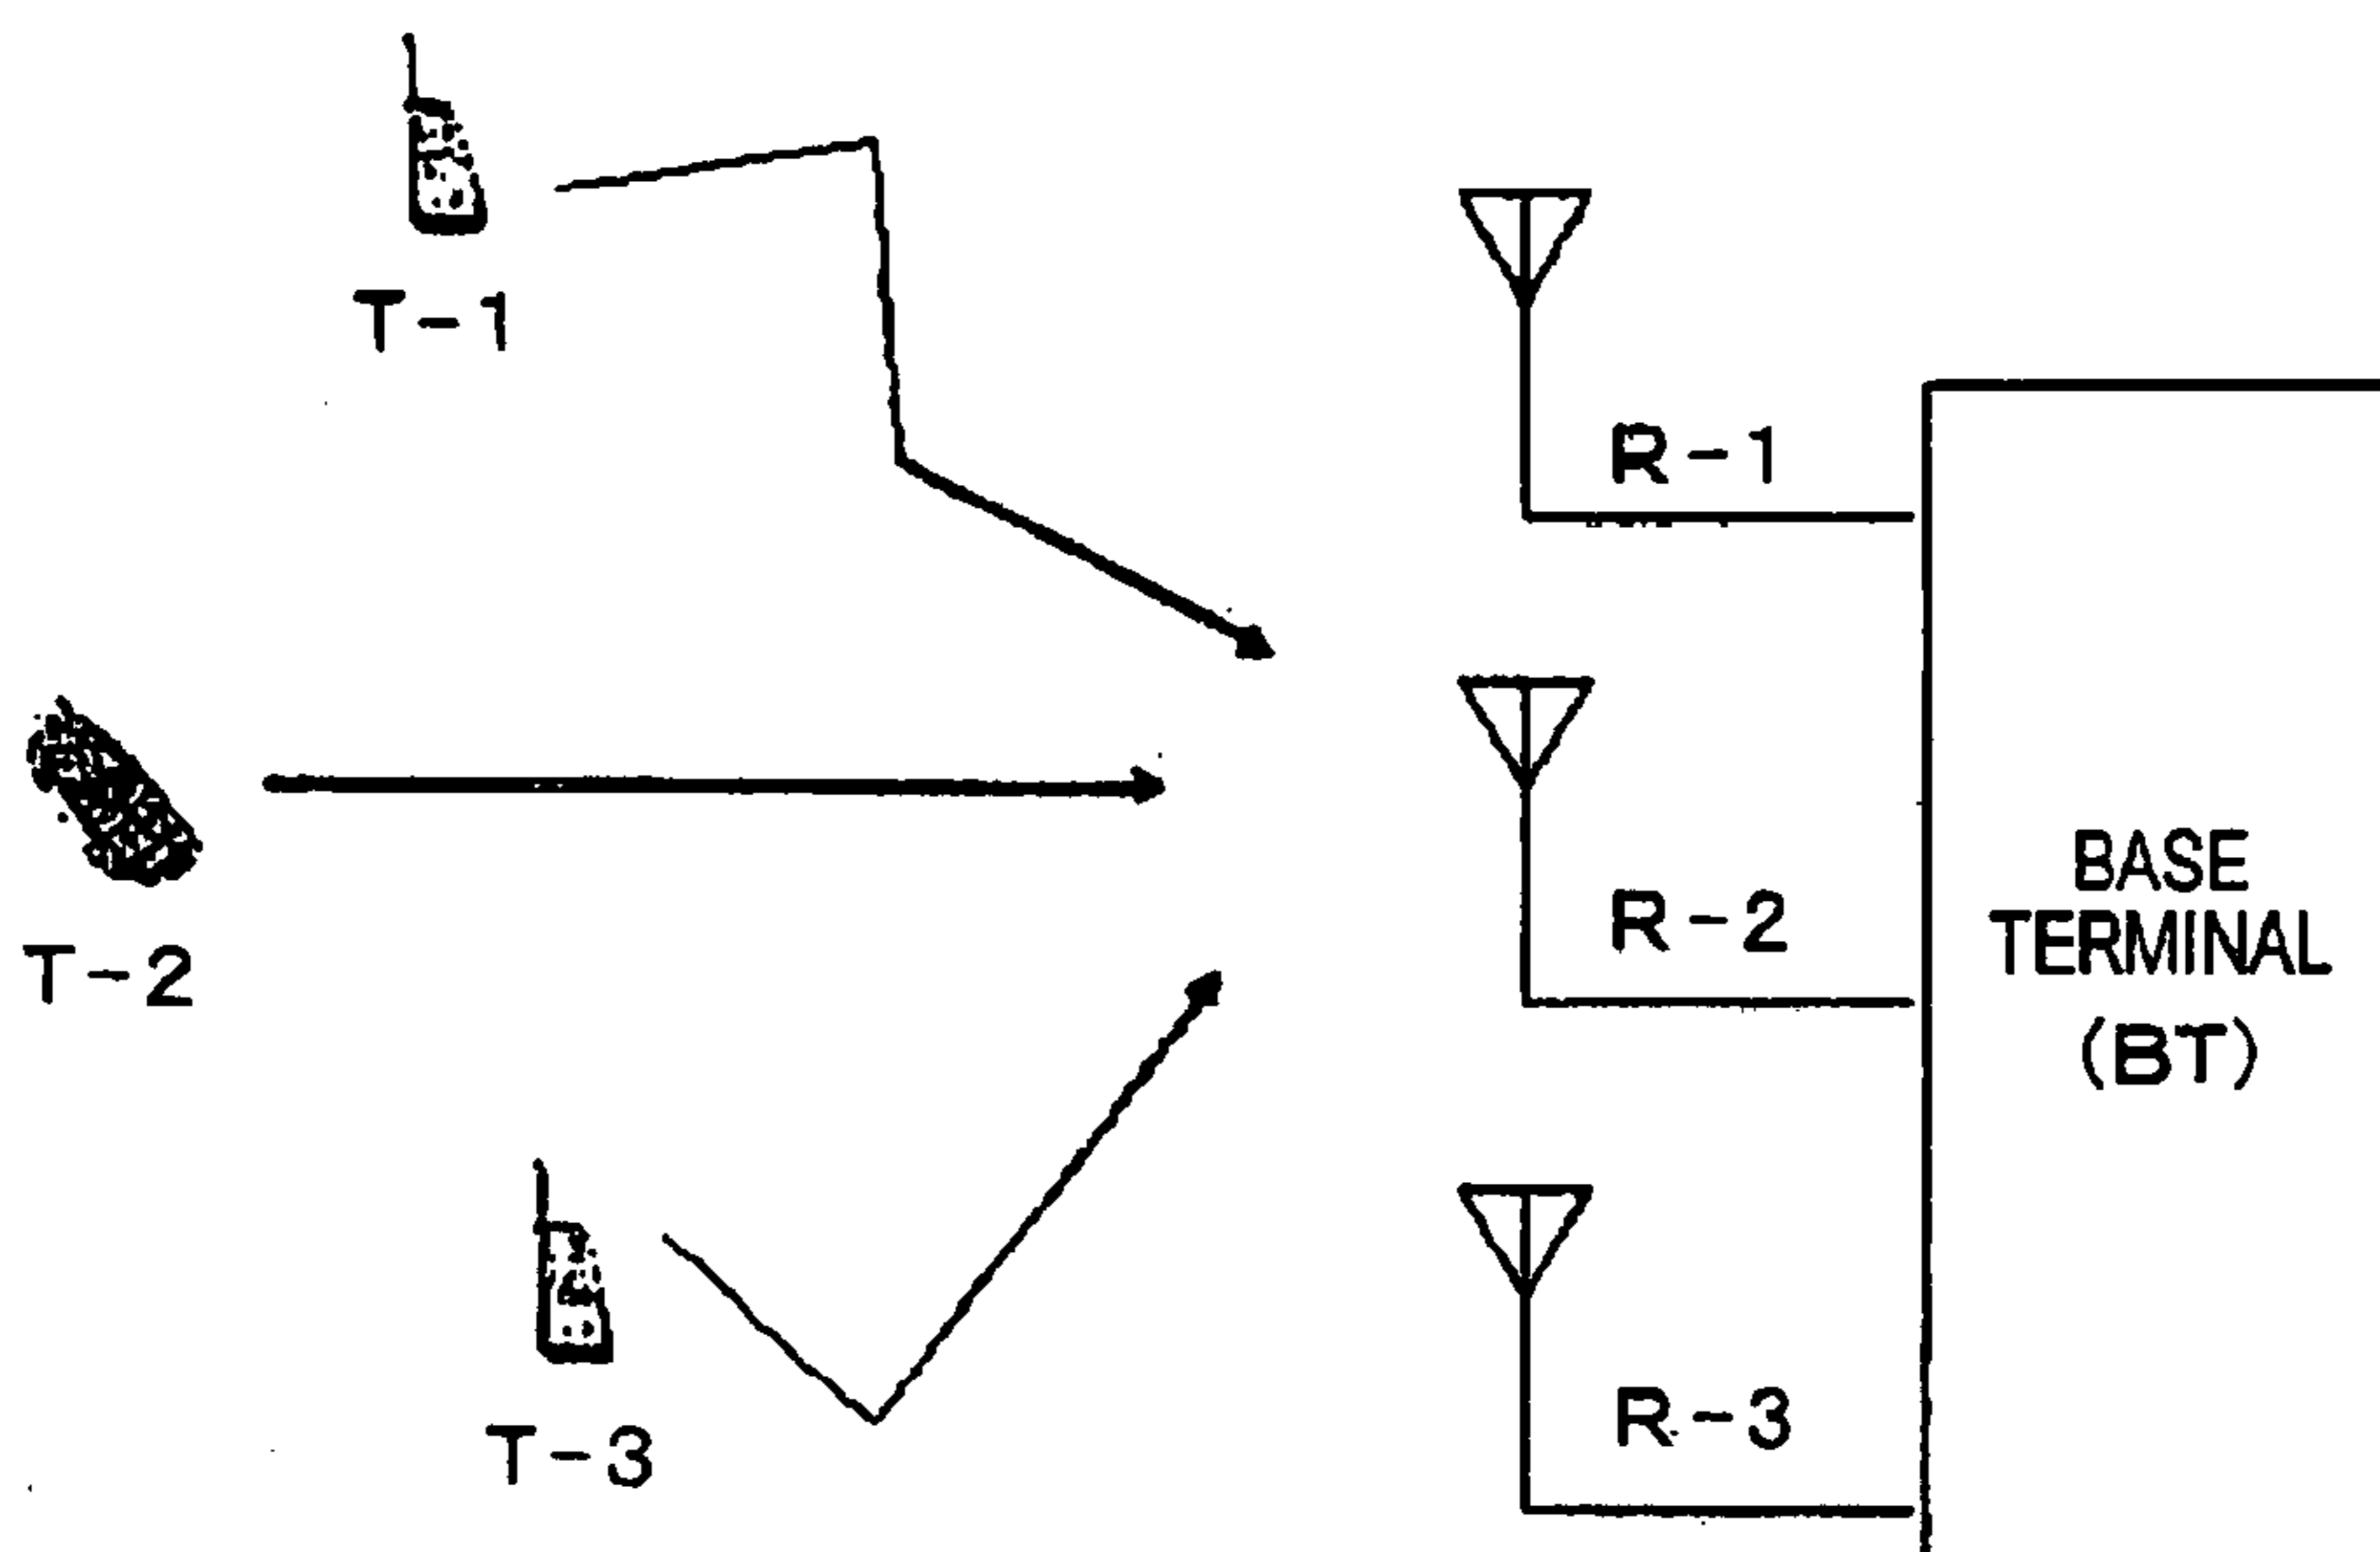 T-1
R-1
T-2
R-2
BASE
TERMINAL
(BT)
T-3
R-3